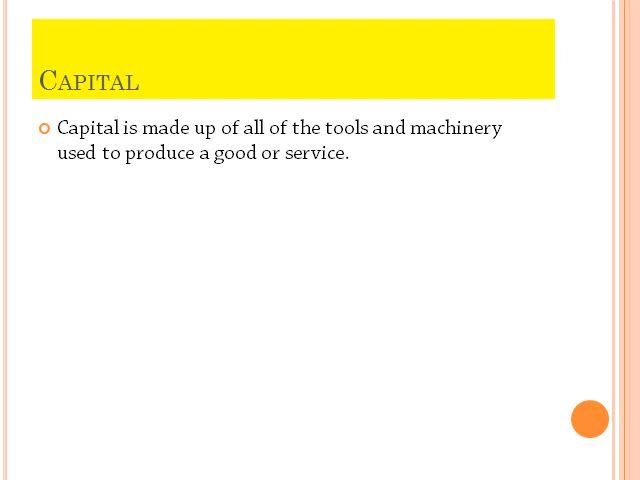 Capital
Capital is made up of all of the tools and machinery
used to produce a good or service.